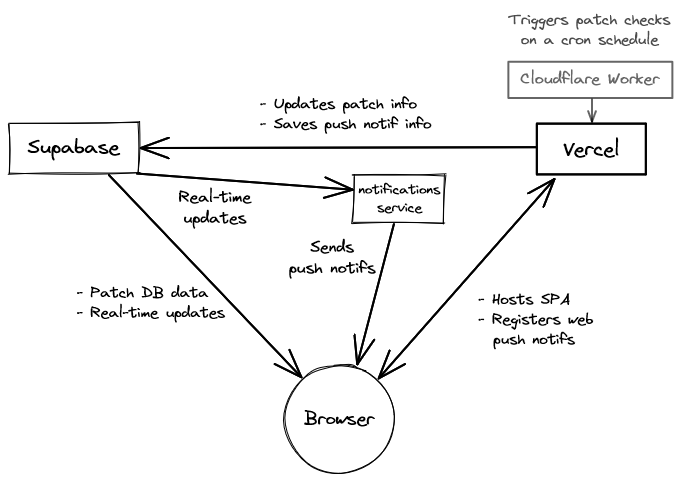 Triggers patch checks
on a cron schedule
Cloudflare Worker
- Updates patch info
- Saves push notif info
Supabase
Vercel
Real-time
updates
notifications
service
Sends
push notifs
- Patch DB data
- Real-time updates
- Hosts SPA
- Registers web
push notifs
Browser